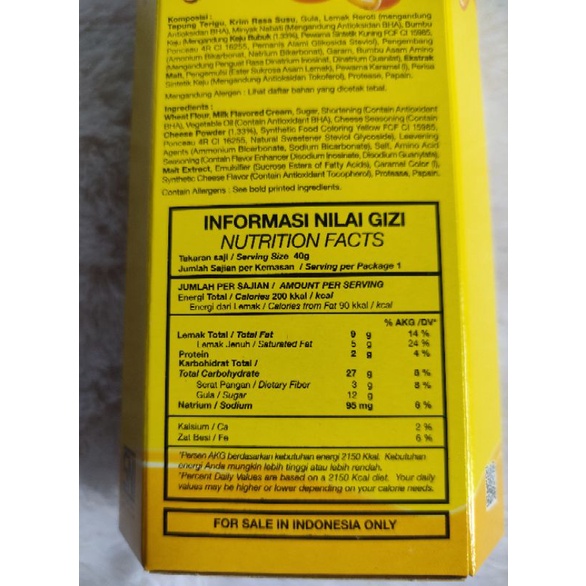 Komposisi :
Tepung Terigu, Krim Rasa Susu, Gula, Lemak Reroti (mengandung
Antioksidan BHA), Minyak Nabati (Mengandung Antioksidan BHA), Bumbu
Keju (Mengandung Keju Bubuk (1.33%), Pewarna Sintetik Kuning FCF CI 15985,
Ponceau 4R CI 16255, Pemanis Alami Glikosida Steviol), Pengembang
(Amonium Bikarbonat, Natrium Bikarbonat), Garam, Bumbu Asam Amino
(Mengandung Penguat Rasa Dinatrium Inosinat, Dinatrium Guanilat), Ekstrak
Malt, Pengemulsi (Ester Sukrosa Asam Lemak), Pewarna Karamel (I), Perisa
Sintetik Keju (Mengandung Antioksidan Tokoferol), Protease, Papain.
Mengandung Alergen : Lihat daftar bahan yang dicetak tebal.
Ingredients :
Wheat Flour, Milk Flavored Cream, Sugar, Shortening (Contain Antioxidant
BHA), Vegetable Oil (Contain Antioxidant BHA), Cheese Seasoning (Contain
Cheese Powder (1.33%), Synthetic Food Coloring Yellow FCF CI 15985,
Ponceau 4R CI 16255, Natural Sweetener Steviol Glycoside), Leavening
Agents (Ammonium Bicarbonate, Sodium Bicarbonate), Salt, Amino Acid
Seasoning (Contain Flavor Enhancer Disodium Inosinate, Disodium Guanylate),
Malt Extract, Emulsifier (Sucrose Esters of Fatty Acids), Caramel Color (I),
Synthetic Cheese Flavor (Contain Antioxidant Tocopherol), Protease, Papain.
Contain Allergens : See bold printed ingredients.
INFORMASI NILAI GIZI
NUTRITION FACTS
Takaran saji / Serving Size 40g
Jumlah Sajian per Kemasan / Serving per Package 1
JUMLAH PER SAJIAN / AMOUNT PER SERVING
Energi Total / Calories 200 kkal / kcal
Energi dari Lemak / Calories from Fat 90 kkal / kcal
% AKG /DV*
Lemak Total / Total Fat 9 g 14 %
Lemak Jenuh / Saturated Fat 5 g 24 %
Protein 2 g 4 %
Karbohidrat Total /
Total Carbohydrate 27 g 8 %
Serat Pangan / Dietary Fiber 3 g 8 %
Gula / Sugar 12 g
Natrium / Sodium 95 mg 6 %
Kalsium / Ca 2 %
Zat Besi / Fe 6 %
*Persen AKG berdasarkan kebutuhan energi 2150 Kkal. Kebutuhan
energi Anda mungkin lebih tinggi atau lebih rendah.
*Percent Daily Values are based on a 2150 Kcal diet. Your daily
values may be higher or lower depending on your calorie needs.
FOR SALE IN INDONESIA ONLY